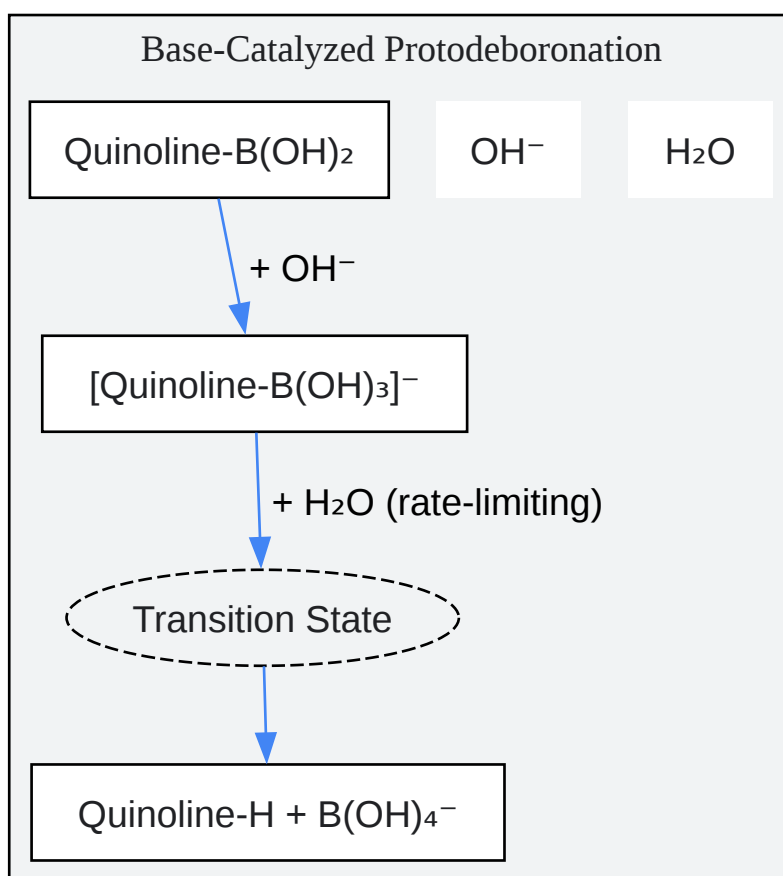 Base-Catalyzed Protodeboronation
Quinoline-B(OH)₂
OH⁻
H₂O
+ OH⁻
[Quinoline-B(OH)₃]⁻
+ H₂O (rate-limiting)
Transition State
Quinoline-H + B(OH)₄⁻